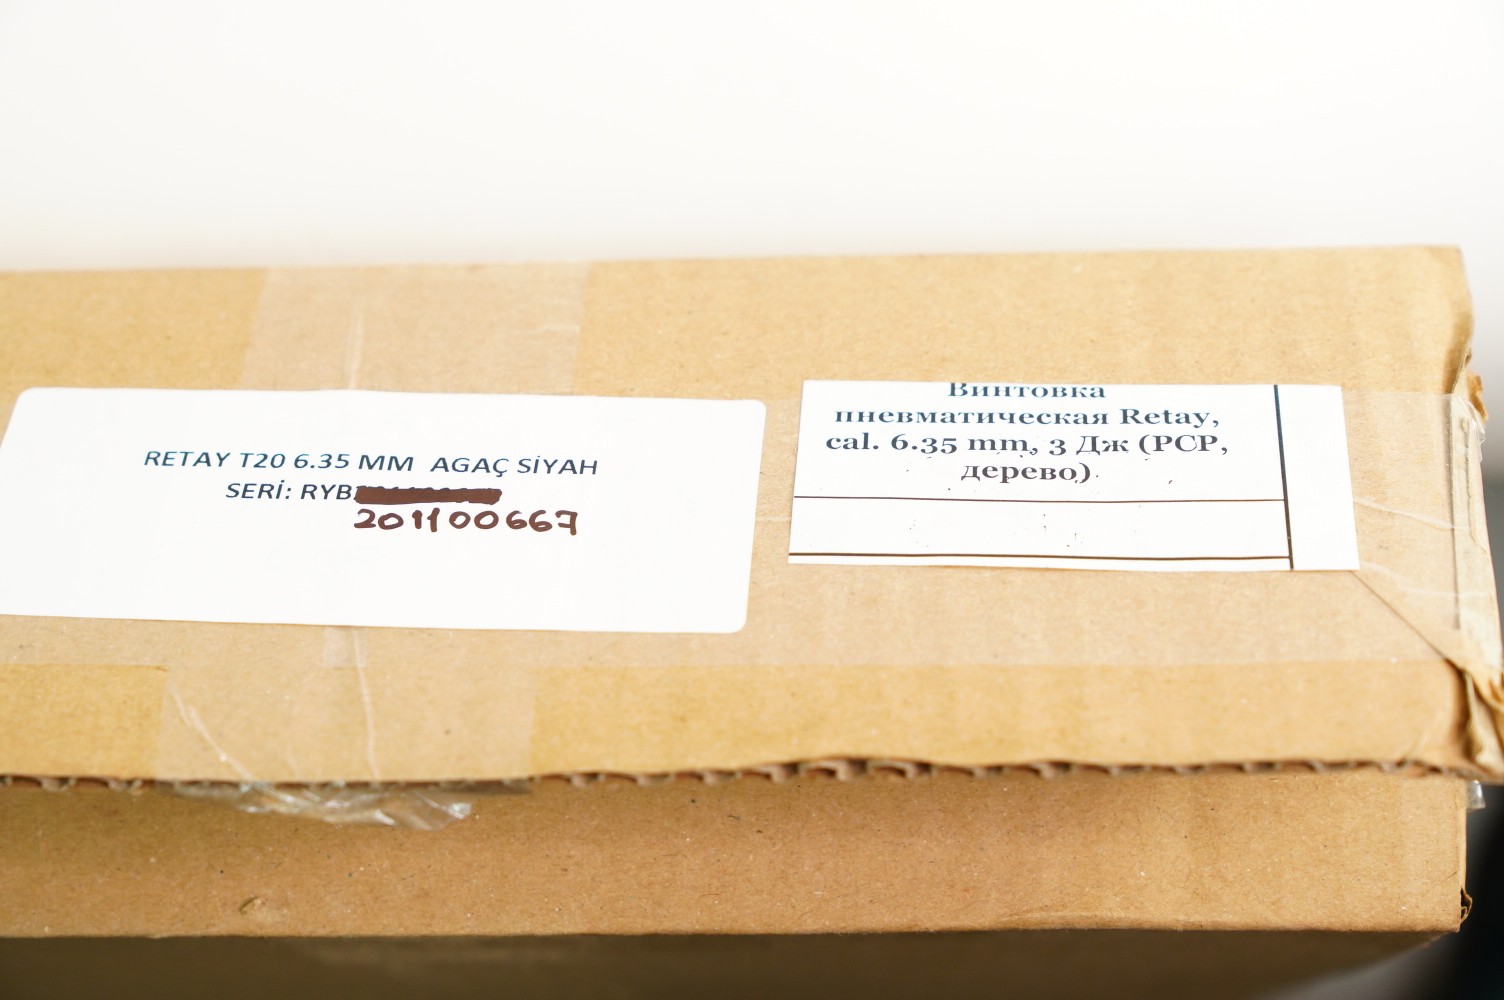 RETAY T20 6.35 MM AGAÇ SİYAH
SERİ: RYB
201100667
Винтовка
пневматическая Retay,
cal. 6.35 mm, 3 Дж (PCP,
дерево)